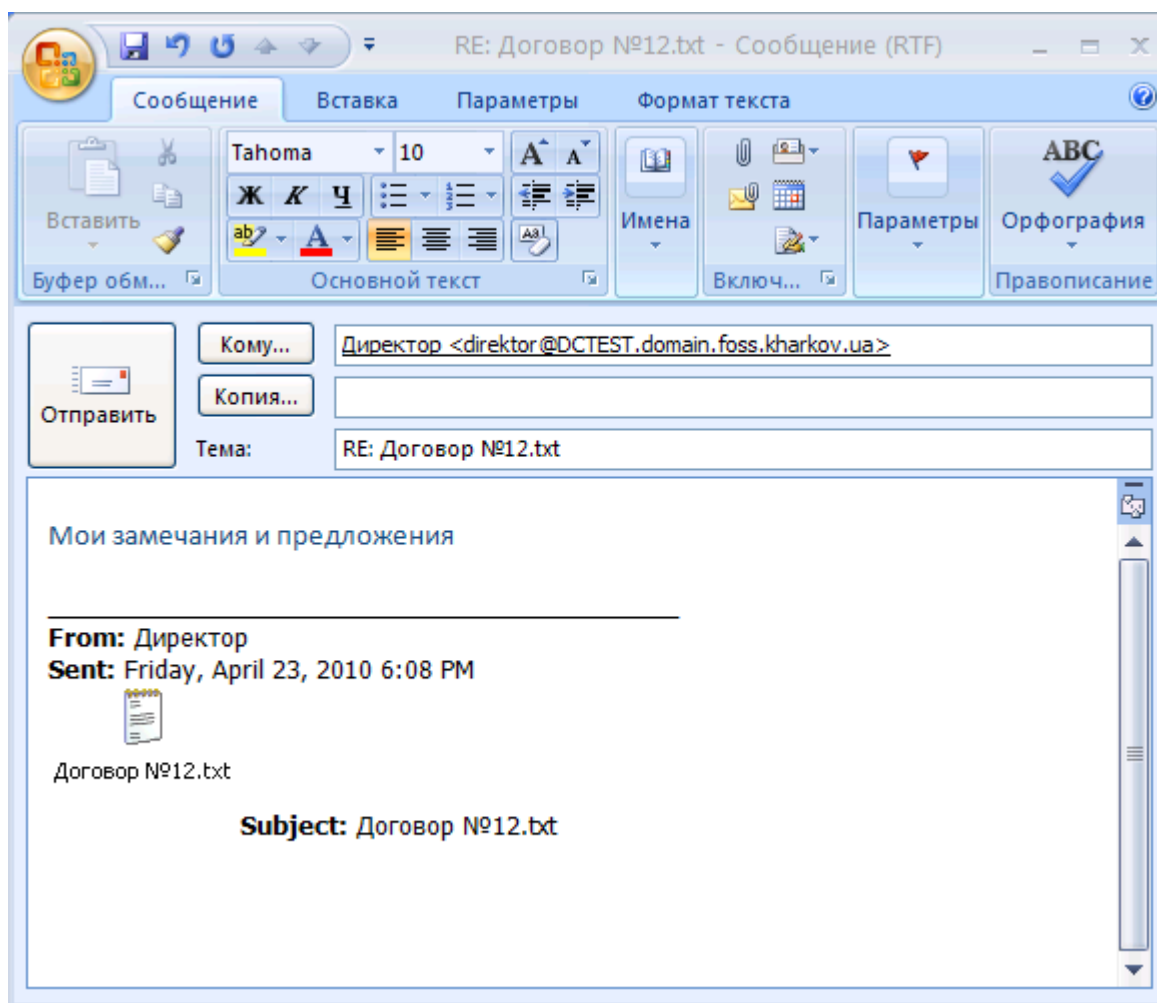 RE: Договор №12.txt - Сообщение (RTF)
Сообщение Вставка Параметры Формат текста
Вставить
Буфер обм...
Tahoma 10
Ж К Ч
Основной текст
Имена
Включ...
Параметры
ABC
Орфография
Правописание
Отправить
Кому... Директор <direktor@DCTEST.domain.foss.kharkov.ua>
Копия...
Тема: RE: Договор №12.txt
Мои замечания и предложения
From: Директор
Sent: Friday, April 23, 2010 6:08 PM
Договор №12.txt
Subject: Договор №12.txt